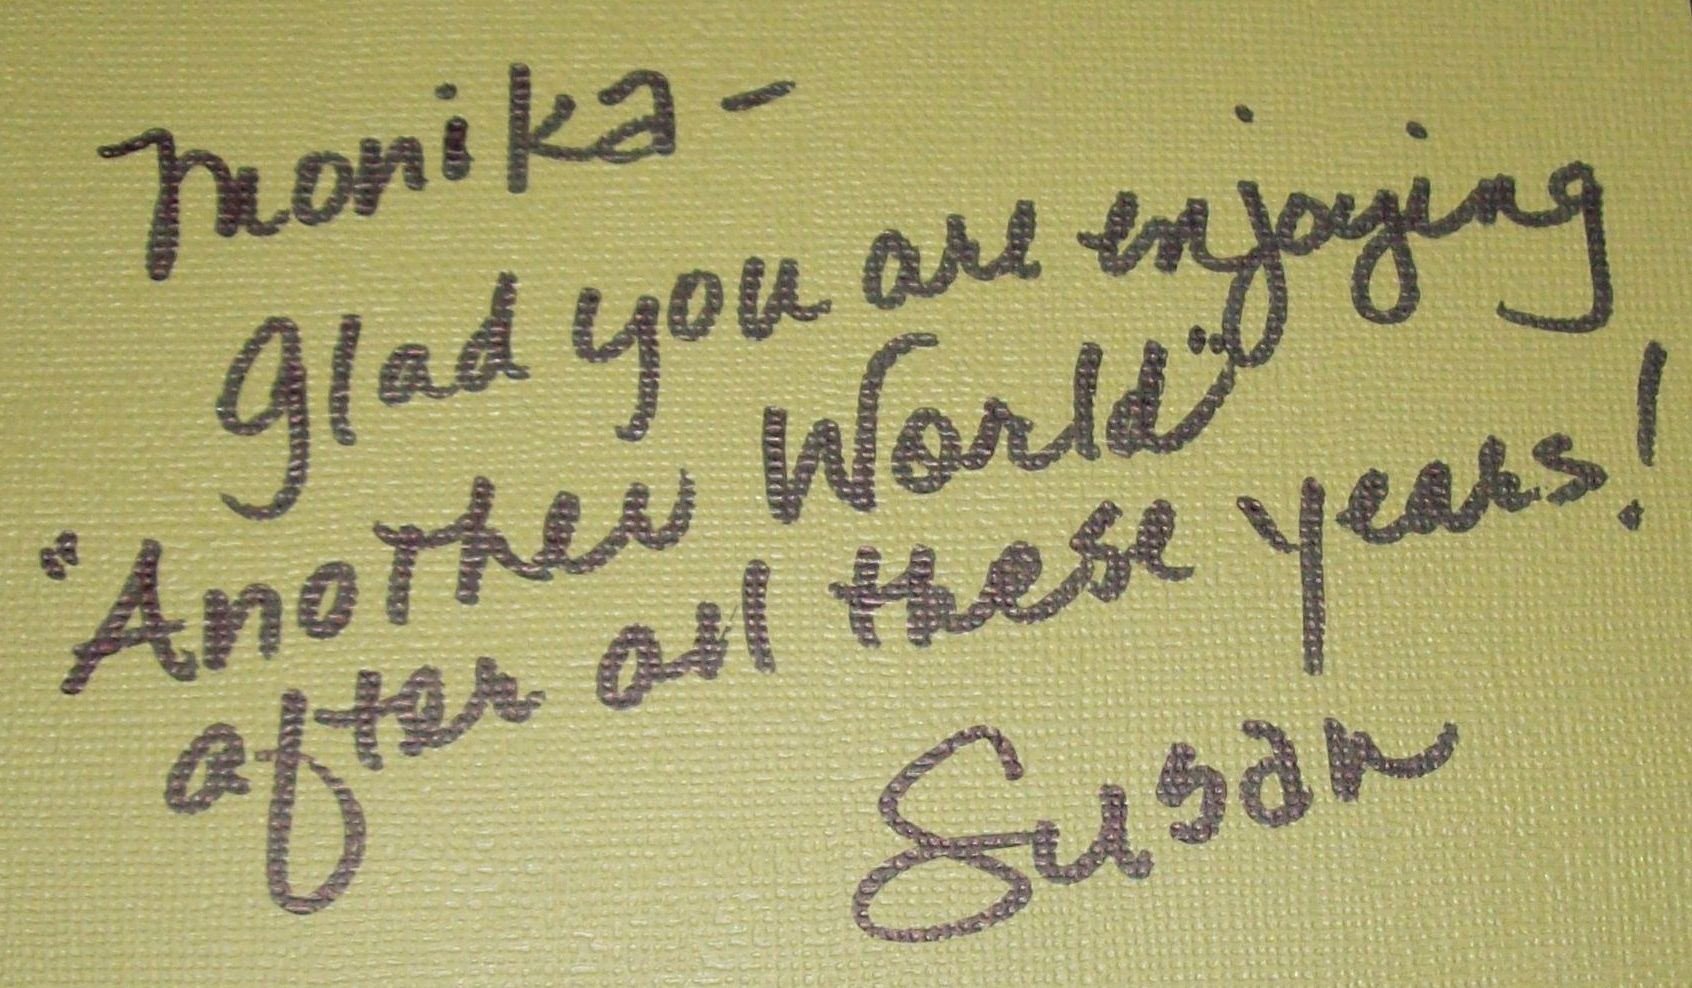 Monika -
glad you are enjoying
"Another World"
after all these years!
Susan